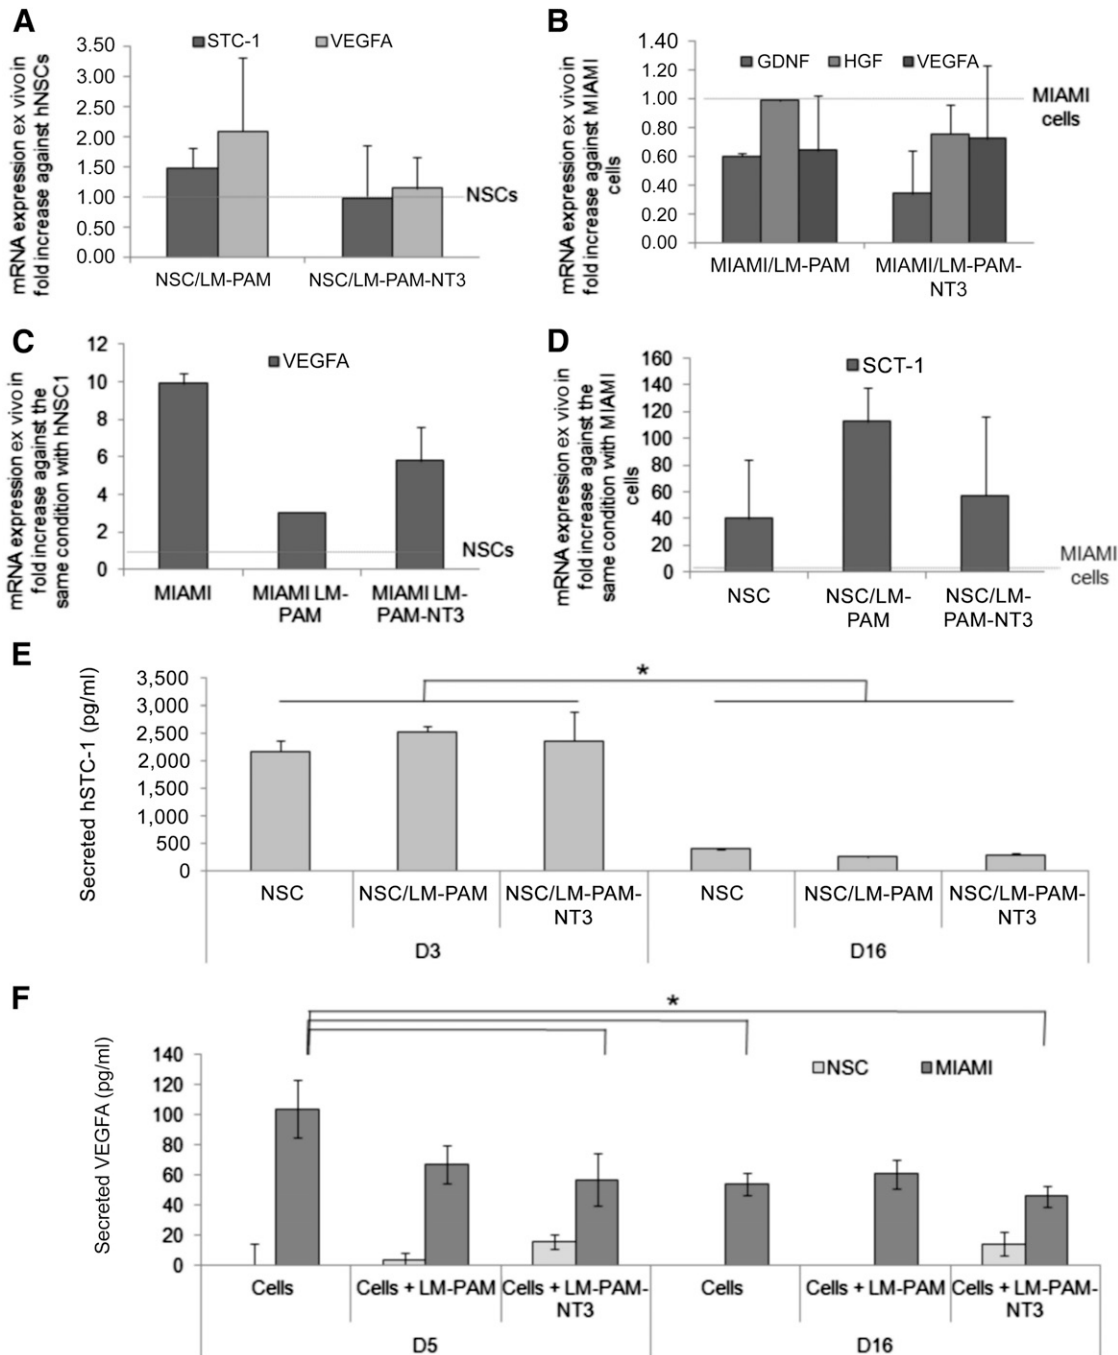 A
mRNA expression ex vivo in
fold increase against hNSCs
STC-1 VEGFA
3.50
3.00
2.50
2.00
1.50
1.00
0.50
0.00
NSCs
NSC/LM-PAM NSC/LM-PAM-NT3
B
mRNA expression ex vivo in
fold increase against MIAMI
cells
GDNF HGF VEGFA
1.40
1.20
1.00
0.80
0.60
0.40
0.20
0.00
MIAMI
cells
MIAMI/LM-PAM MIAMI/LM-PAM-
NT3
C
mRNA expression ex vivo in
fold increase against the
same condition with hNSC1
VEGFA
12
10
8
6
4
2
0
NSCs
MIAMI MIAMI LM-
PAM MIAMI LM-
PAM-NT3
D
mRNA expression ex vivo in
fold increase against the
same condition with MIAMI
cells
SCT-1
160
140
120
100
80
60
40
20
0
MIAMI
cells
NSC NSC/LM-
PAM NSC/LM-
PAM-NT3
E
Secreted hSTC-1 (pg/ml)
*
3,500
3,000
2,500
2,000
1,500
1,000
500
0
NSC NSC/LM-PAM NSC/LM-PAM-
NT3 NSC NSC/LM-PAM NSC/LM-PAM-
NT3
D3 D16
F
Secreted VEGFA (pg/ml)
*
NSC MIAMI
140
120
100
80
60
40
20
0
Cells Cells + LM-PAM Cells + LM-PAM-
NT3 Cells Cells + LM-PAM Cells + LM-PAM-
NT3
D5 D16